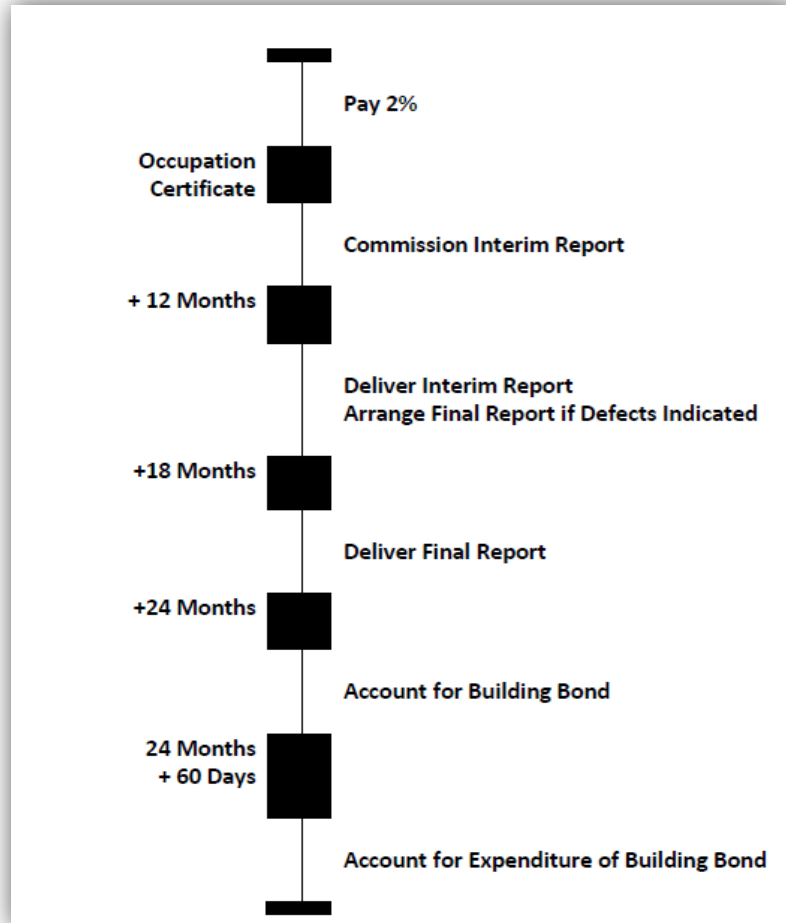 Pay 2%
Occupation
Certificate
Commission Interim Report
+ 12 Months
Deliver Interim Report
Arrange Final Report if Defects Indicated
+18 Months
Deliver Final Report
+24 Months
Account for Building Bond
24 Months
+ 60 Days
Account for Expenditure of Building Bond